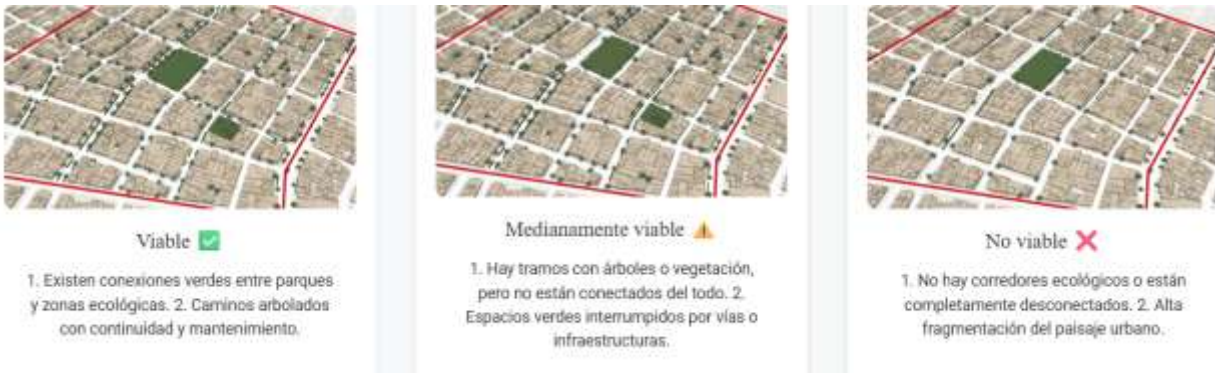 Viable ✅
1. Existen conexiones verdes entre parques
y zonas ecológicas. 2. Caminos arbolados
con continuidad y mantenimiento.
Medianamente viable ⚠️
1. Hay tramos con árboles o vegetación,
pero no están conectados del todo. 2.
Espacios verdes interrumpidos por vías o
infraestructuras.
No viable ❌
1. No hay corredores ecológicos o están
completamente desconectados. 2. Alta
fragmentación del paisaje urbano.